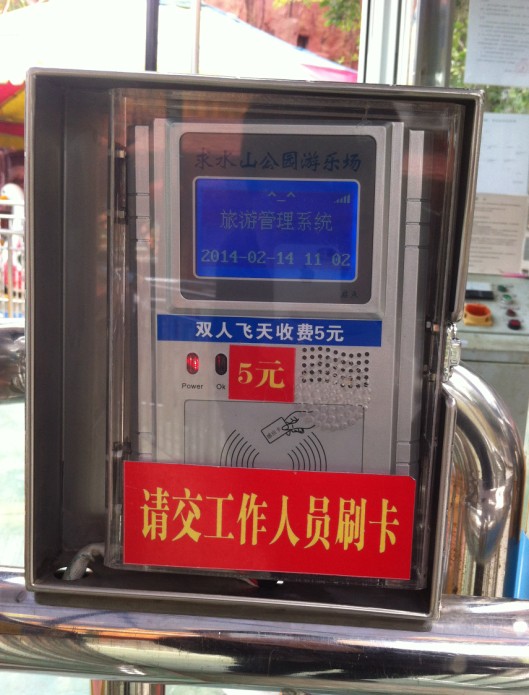 求水山公园游乐场
^_^
旅游管理系统
2014-02-14 11 02
双人飞天收费5元
Power
Ok
5元
请交工作人员刷卡